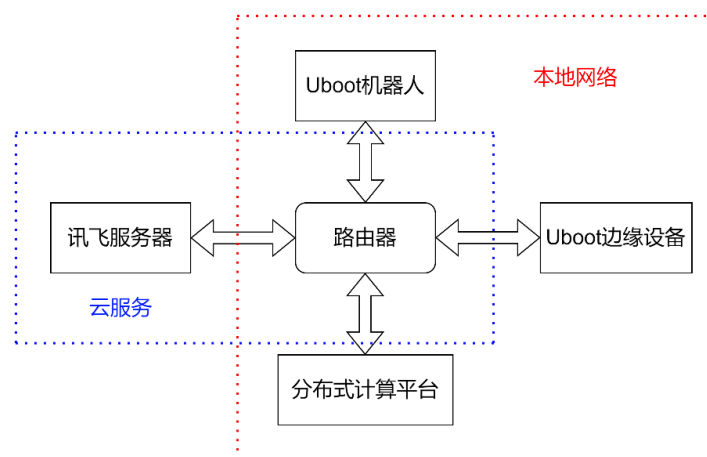 Uboot机器人
本地网络
讯飞服务器
路由器
Uboot边缘设备
云服务
分布式计算平台